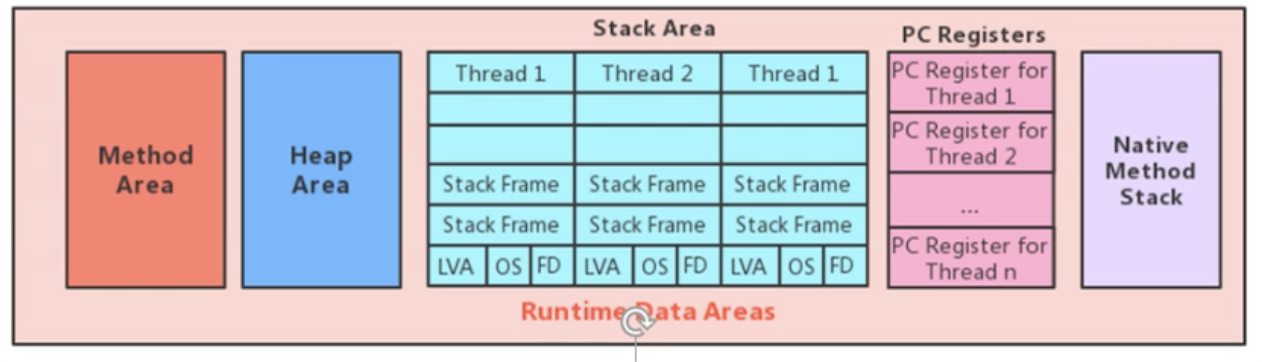 Stack Area
PC Registers
Method
Area
Heap
Area
Thread 1
Thread 2
Thread 1
Stack Frame
Stack Frame
Stack Frame
Stack Frame
Stack Frame
Stack Frame
LVA
OS
FD
LVA
OS
FD
LVA
OS
FD
PC Register for
Thread 1
PC Register for
Thread 2
...
PC Register for
Thread n
Native
Method
Stack
Runtime Data Areas